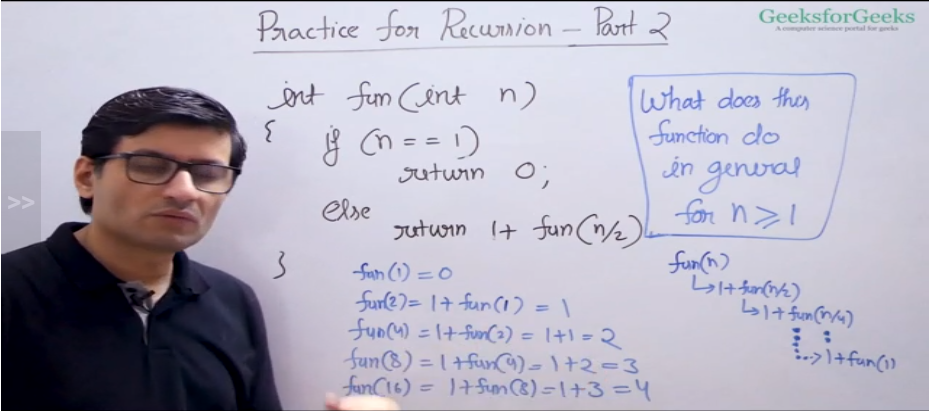 GeeksforGeeks
A computer science portal for geeks
Practice for Recursion – Part 2
int fun(int n)
{
if (n == 1)
return 0;
else
return 1+ fun(n/2)
}
fun(1) = 0
fun(2) = 1+fun(1) = 1
fun(4) = 1+fun(2) = 1+1 = 2
fun(8) = 1+fun(4) = 1+2 = 3
fun(16) = 1+fun(8) = 1+3 = 4
What does this
function do
in general
for n ⩾ 1
fun(n)
↳ 1+fun(n/2)
↳ 1+fun(n/4)
⋮ ⋮
...> 1+fun(1)
>>